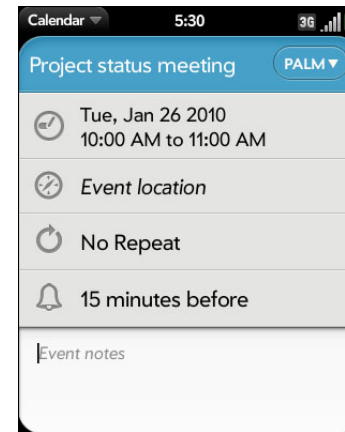 Calendar 5:30 3G
Project status meeting PALM
Tue, Jan 26 2010
10:00 AM to 11:00 AM
Event location
No Repeat
15 minutes before
Event notes